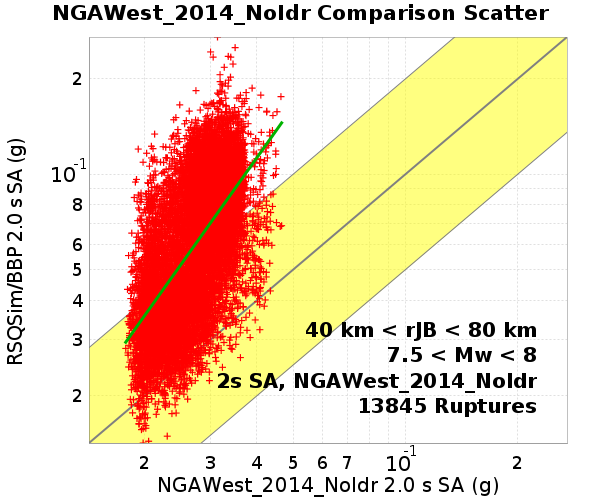 NGAWest_2014_NoIdr Comparison Scatter
RSQSim/BBP 2.0 s SA (g)
2
10-1
8
6
5
4
3
2
40 km < rJB < 80 km
7.5 < Mw < 8
2s SA, NGAWest_2014_NoIdr
13845 Ruptures
2 3 4 5 6 7 10-1 2
NGAWest_2014_NoIdr 2.0 s SA (g)